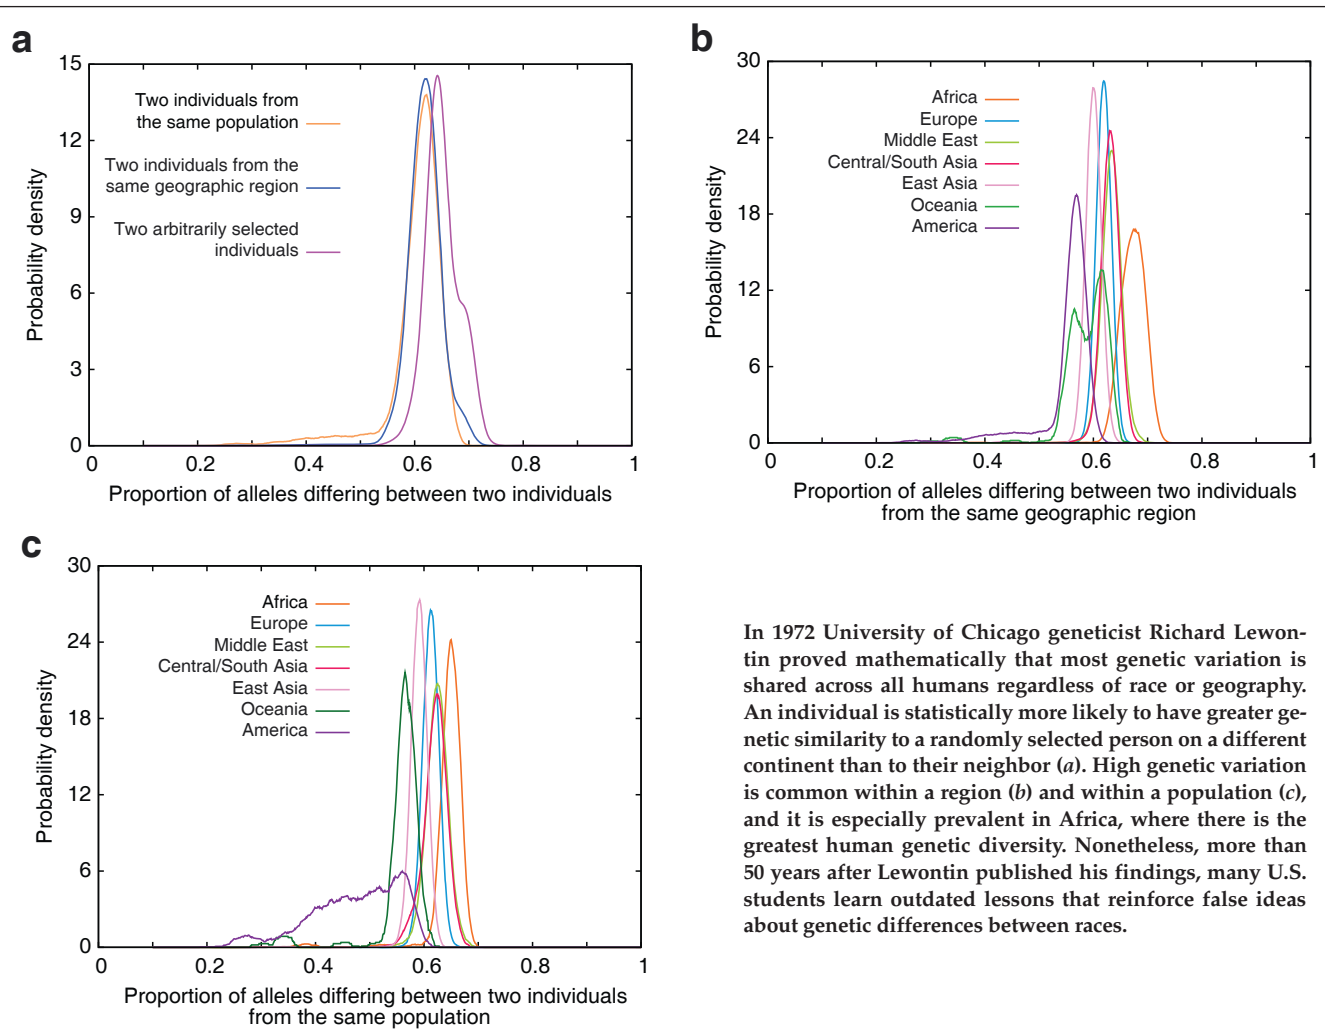 a
15
12
9
6
3
0
Probability density
Two individuals from
the same population
Two individuals from the
same geographic region
Two arbitrarily selected
individuals
0 0.2 0.4 0.6 0.8 1
Proportion of alleles differing between two individuals
b
30
24
18
12
6
0
Probability density
Africa
Europe
Middle East
Central/South Asia
East Asia
Oceania
America
0 0.2 0.4 0.6 0.8 1
Proportion of alleles differing between two individuals
from the same geographic region
c
30
24
18
12
6
0
Probability density
Africa
Europe
Middle East
Central/South Asia
East Asia
Oceania
America
0 0.2 0.4 0.6 0.8 1
Proportion of alleles differing between two individuals
from the same population
In 1972 University of Chicago geneticist Richard Lewon-
tin proved mathematically that most genetic variation is
shared across all humans regardless of race or geography.
An individual is statistically more likely to have greater ge-
netic similarity to a randomly selected person on a different
continent than to their neighbor (a). High genetic variation
is common within a region (b) and within a population (c),
and it is especially prevalent in Africa, where there is the
greatest human genetic diversity. Nonetheless, more than
50 years after Lewontin published his findings, many U.S.
students learn outdated lessons that reinforce false ideas
about genetic differences between races.